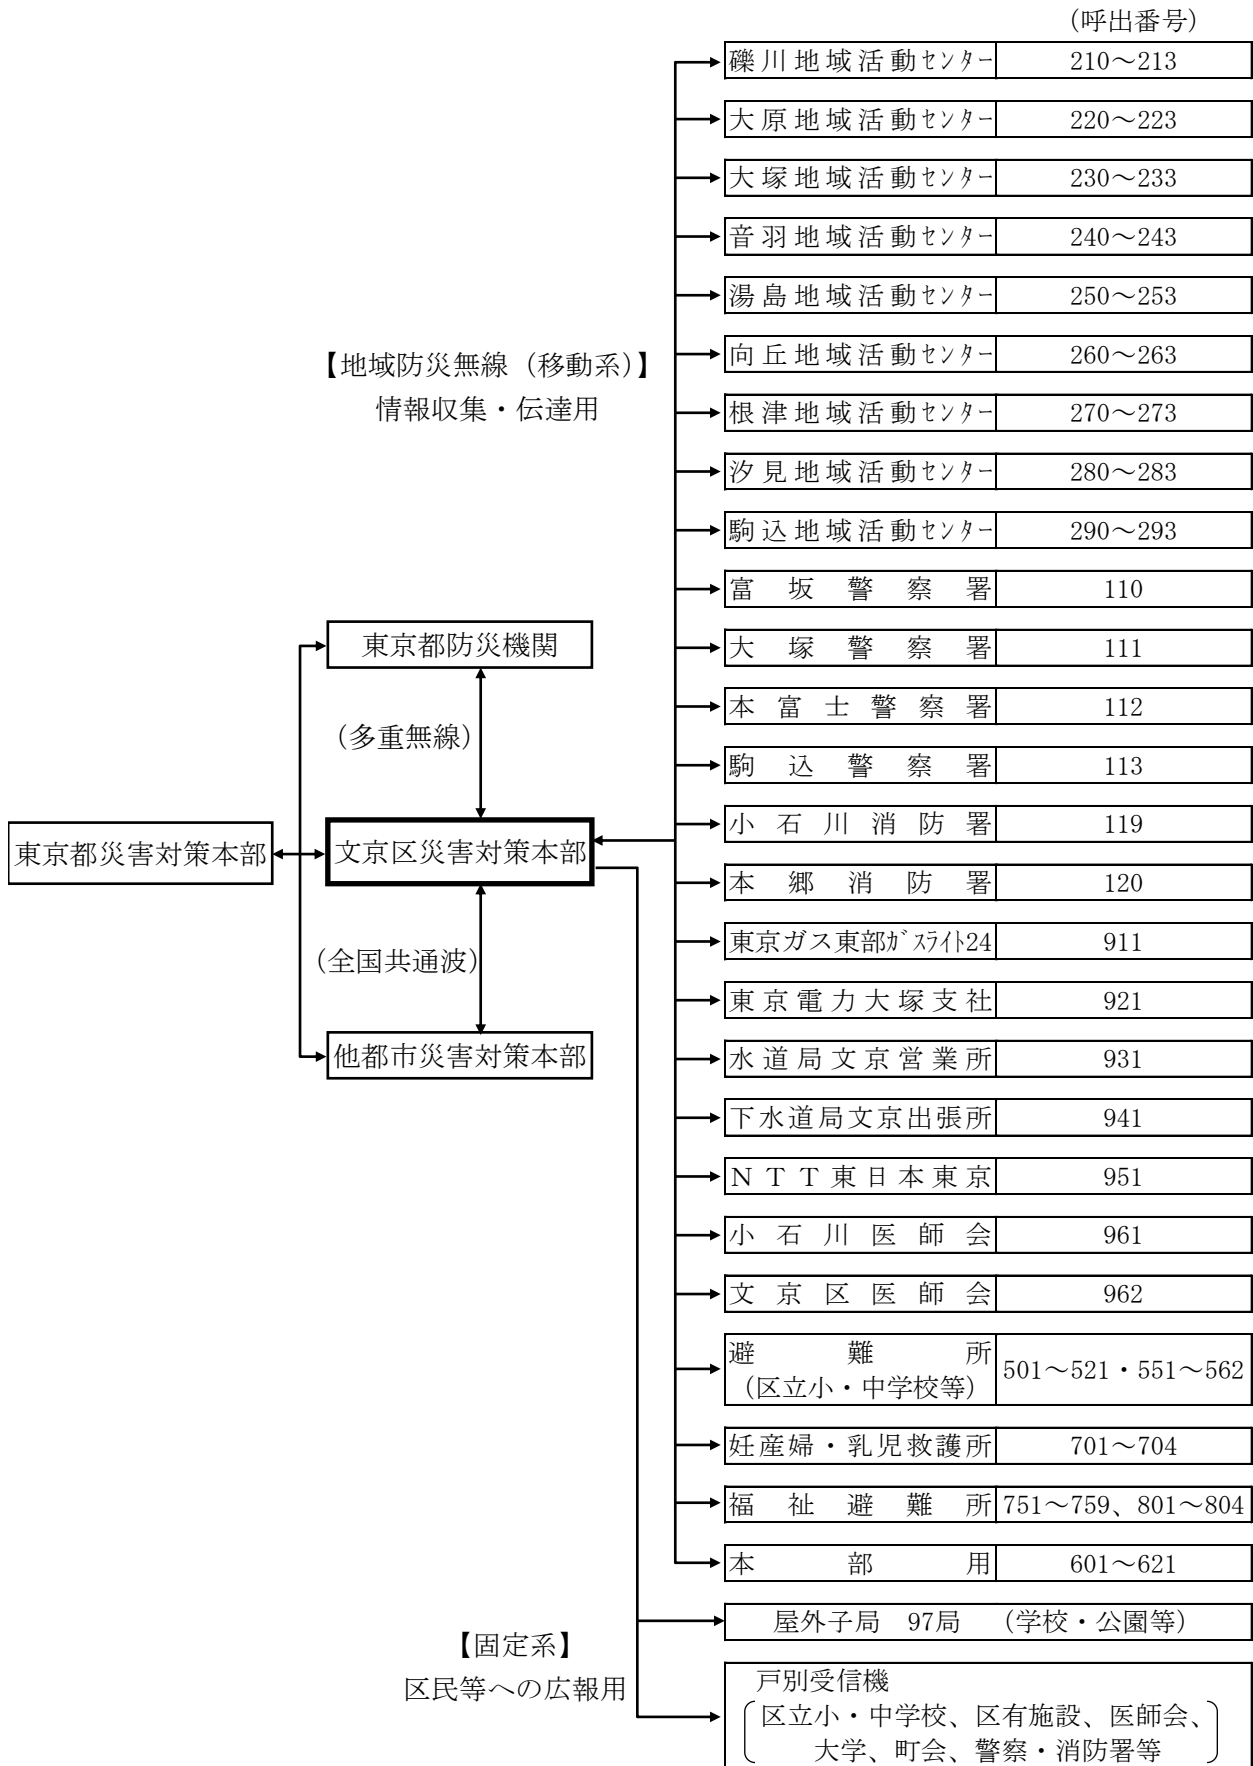 (呼出番号)
礫川地域活動ｾﾝﾀｰ 210～213
大原地域活動ｾﾝﾀｰ 220～223
大塚地域活動ｾﾝﾀｰ 230～233
音羽地域活動ｾﾝﾀｰ 240～243
湯島地域活動ｾﾝﾀｰ 250～253
【地域防災無線（移動系）】
情報収集・伝達用
向丘地域活動ｾﾝﾀｰ 260～263
根津地域活動ｾﾝﾀｰ 270～273
汐見地域活動ｾﾝﾀｰ 280～283
駒込地域活動ｾﾝﾀｰ 290～293
富坂警察署 110
大塚警察署 111
本富士警察署 112
駒込警察署 113
小石川消防署 119
本郷消防署 120
東京ガス東部ｶﾞｽﾗｲﾄ24 911
東京電力大塚支社 921
水道局文京営業所 931
下水道局文京出張所 941
ＮＴＴ東日本東京 951
小石川医師会 961
文京区医師会 962
避難所
（区立小・中学校等）
501～521・551～562
妊産婦・乳児救護所 701～704
福祉避難所 751～759、801～804
本部用 601～621
東京都防災機関
（多重無線）
東京都災害対策本部
文京区災害対策本部
（全国共通波）
他都市災害対策本部
【固定系】
区民等への広報用
屋外子局 97局 （学校・公園等）
戸別受信機
区立小・中学校、区有施設、医師会、
大学、町会、警察・消防署等